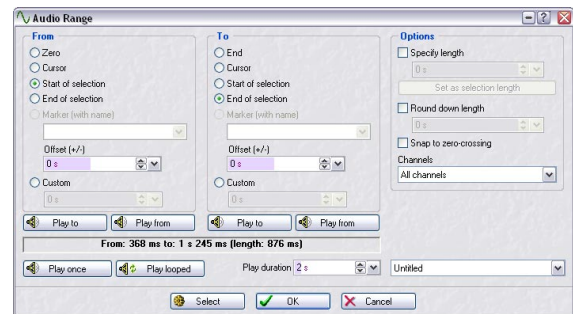 Audio Range
From
Zero
Cursor
Start of selection
End of selection
Marker (with name)
Offset (+/-)
0 s
Custom
0 s
Play to
Play from
To
End
Cursor
Start of selection
End of selection
Marker (with name)
Offset (+/-)
0 s
Custom
0 s
Play to
Play from
Options
Specify length
0 s
Set as selection length
Round down length
0 s
Snap to zero-crossing
Channels
All channels
From: 368 ms to: 1 s 245 ms (length: 876 ms)
Play once
Play looped
Play duration 2 s
Untitled
Select
OK
Cancel